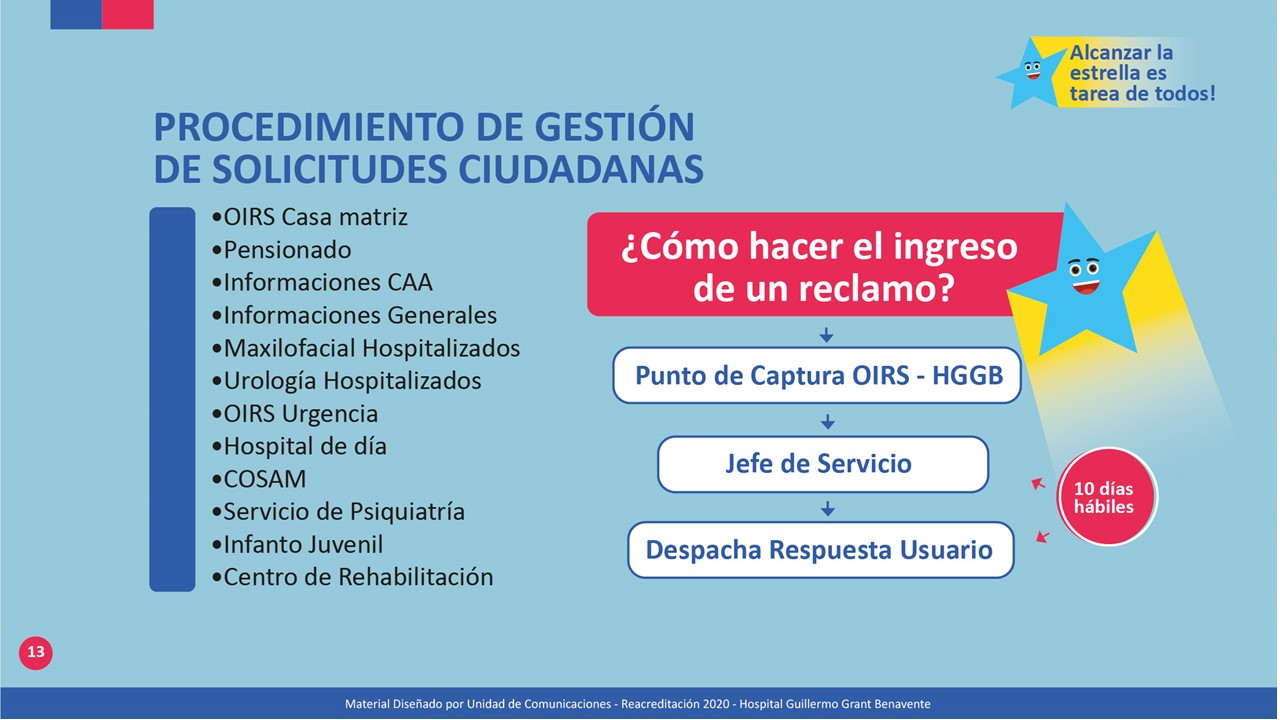 Alcanzar la
estrella es
tarea de todos!
PROCEDIMIENTO DE GESTIÓN
DE SOLICITUDES CIUDADANAS
•OIRS Casa matriz
•Pensionado
•Informaciones CAA
•Informaciones Generales
•Maxilofacial Hospitalizados
•Urología Hospitalizados
•OIRS Urgencia
•Hospital de día
•COSAM
•Servicio de Psiquiatría
•Infanto Juvenil
•Centro de Rehabilitación
¿Cómo hacer el ingreso
de un reclamo?
Punto de Captura OIRS - HGGB
Jefe de Servicio
Despacha Respuesta Usuario
10 días
hábiles
13
Material Diseñado por Unidad de Comunicaciones - Reacreditación 2020 - Hospital Guillermo Grant Benavente